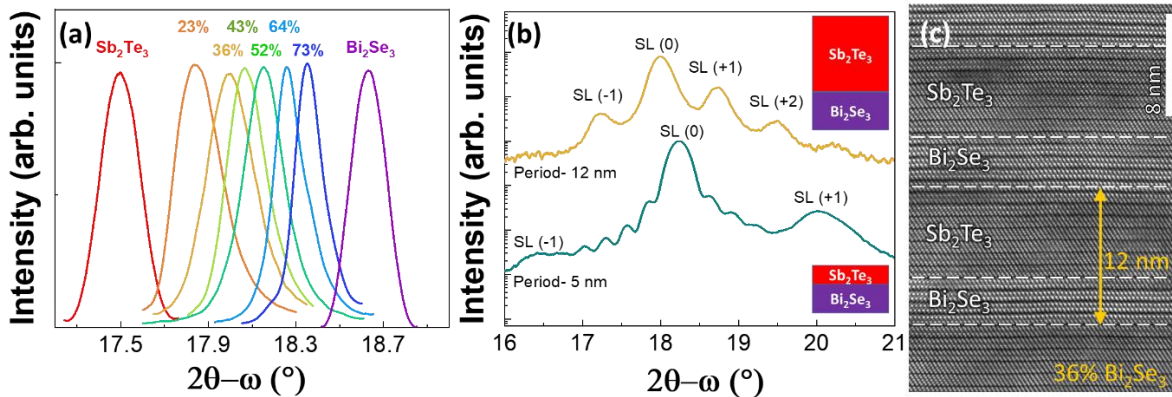 (a)
23% 43% 64%
Sb₂Te₃ 36% 52% 73% Bi₂Se₃
Intensity (arb. units)
17.5 17.9 18.3 18.7
2θ–ω (°)
(b)
SL (0)
SL (-1)
SL (+1)
SL (+2)
Sb₂Te₃
Bi₂Se₃
Period- 12 nm
SL (0)
SL (+1)
SL (-1)
Period- 5 nm
Sb₂Te₃
Bi₂Se₃
Intensity (arb. units)
16 17 18 19 20 21
2θ–ω (°)
(c)
8 nm
Sb₂Te₃
Bi₂Se₃
Sb₂Te₃
12 nm
Bi₂Se₃
36% Bi₂Se₃